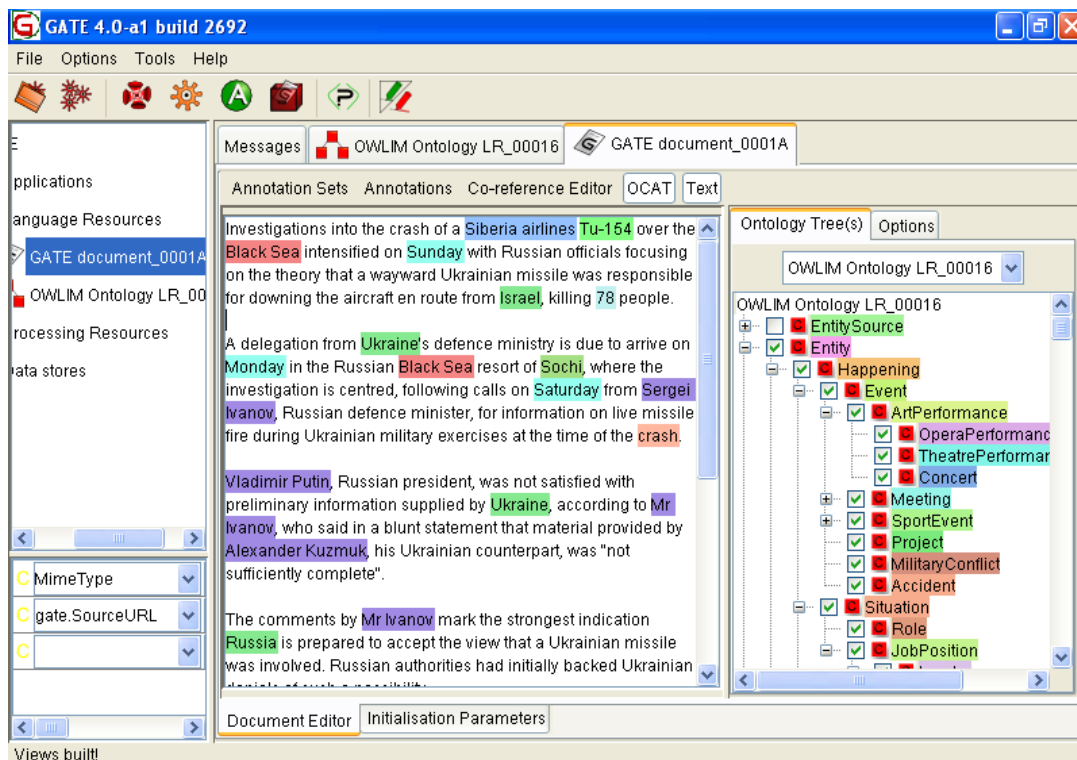 GATE 4.0-a1 build 2692
File Options Tools Help
Messages
OWLIM Ontology LR_00016
GATE document_0001A
pplications
anguage Resources
GATE document_0001A
OWLIM Ontology LR_00
rocessing Resources
ata stores
MimeType
gate.SourceURL
Annotation Sets Annotations Co-reference Editor OCAT Text
Investigations into the crash of a Siberia airlines Tu-154 over the
Black Sea intensified on Sunday with Russian officials focusing
on the theory that a wayward Ukrainian missile was responsible
for downing the aircraft en route from Israel, killing 78 people.
A delegation from Ukraine's defence ministry is due to arrive on
Monday in the Russian Black Sea resort of Sochi, where the
investigation is centred, following calls on Saturday from Sergei
Ivanov, Russian defence minister, for information on live missile
fire during Ukrainian military exercises at the time of the crash.
Vladimir Putin, Russian president, was not satisfied with
preliminary information supplied by Ukraine, according to Mr
Ivanov, who said in a blunt statement that material provided by
Alexander Kuzmuk, his Ukrainian counterpart, was "not
sufficiently complete".
The comments by Mr Ivanov mark the strongest indication
Russia is prepared to accept the view that a Ukrainian missile
was involved. Russian authorities had initially backed Ukrainian
Ontology Tree(s) Options
OWLIM Ontology LR_00016
OWLIM Ontology LR_00016
C EntitySource
C Entity
C Happening
C Event
C ArtPerformance
C OperaPerformanc
C TheatrePerformar
C Concert
C Meeting
C SportEvent
C Project
C MilitaryConflict
C Accident
C Situation
C Role
C JobPosition
Document Editor Initialisation Parameters
Views built!